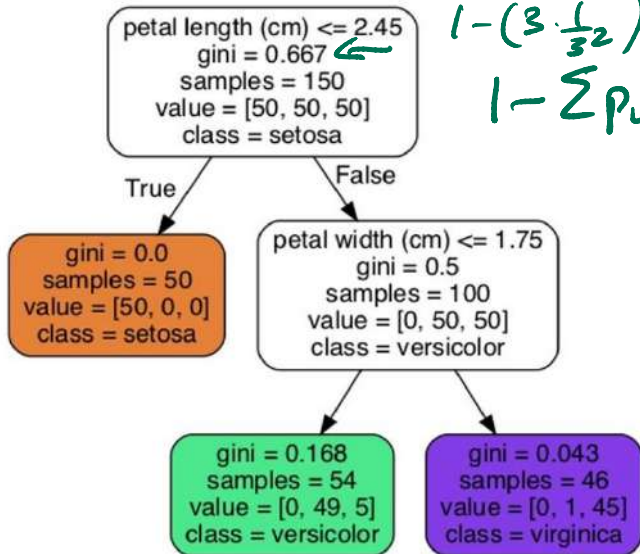 petal length (cm) <= 2.45
gini = 0.667
samples = 150
value = [50, 50, 50]
class = setosa
1-(3·1/3²)
1-Σp
True
False
gini = 0.0
samples = 50
value = [50, 0, 0]
class = setosa
petal width (cm) <= 1.75
gini = 0.5
samples = 100
value = [0, 50, 50]
class = versicolor
gini = 0.168
samples = 54
value = [0, 49, 5]
class = versicolor
gini = 0.043
samples = 46
value = [0, 1, 45]
class = virginica